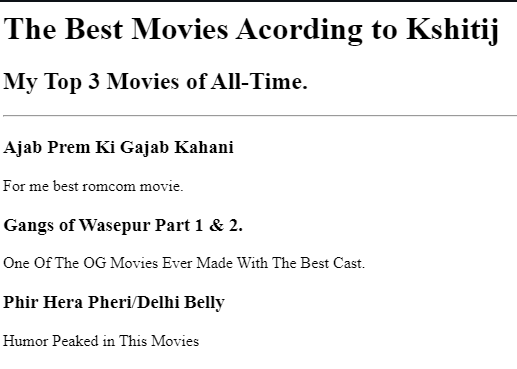 The Best Movies Acording to Kshitij
My Top 3 Movies of All-Time.
Ajab Prem Ki Gajab Kahani
For me best romcom movie.
Gangs of Wasepur Part 1 & 2.
One Of The OG Movies Ever Made With The Best Cast.
Phir Hera Pheri/Delhi Belly
Humor Peaked in This Movies